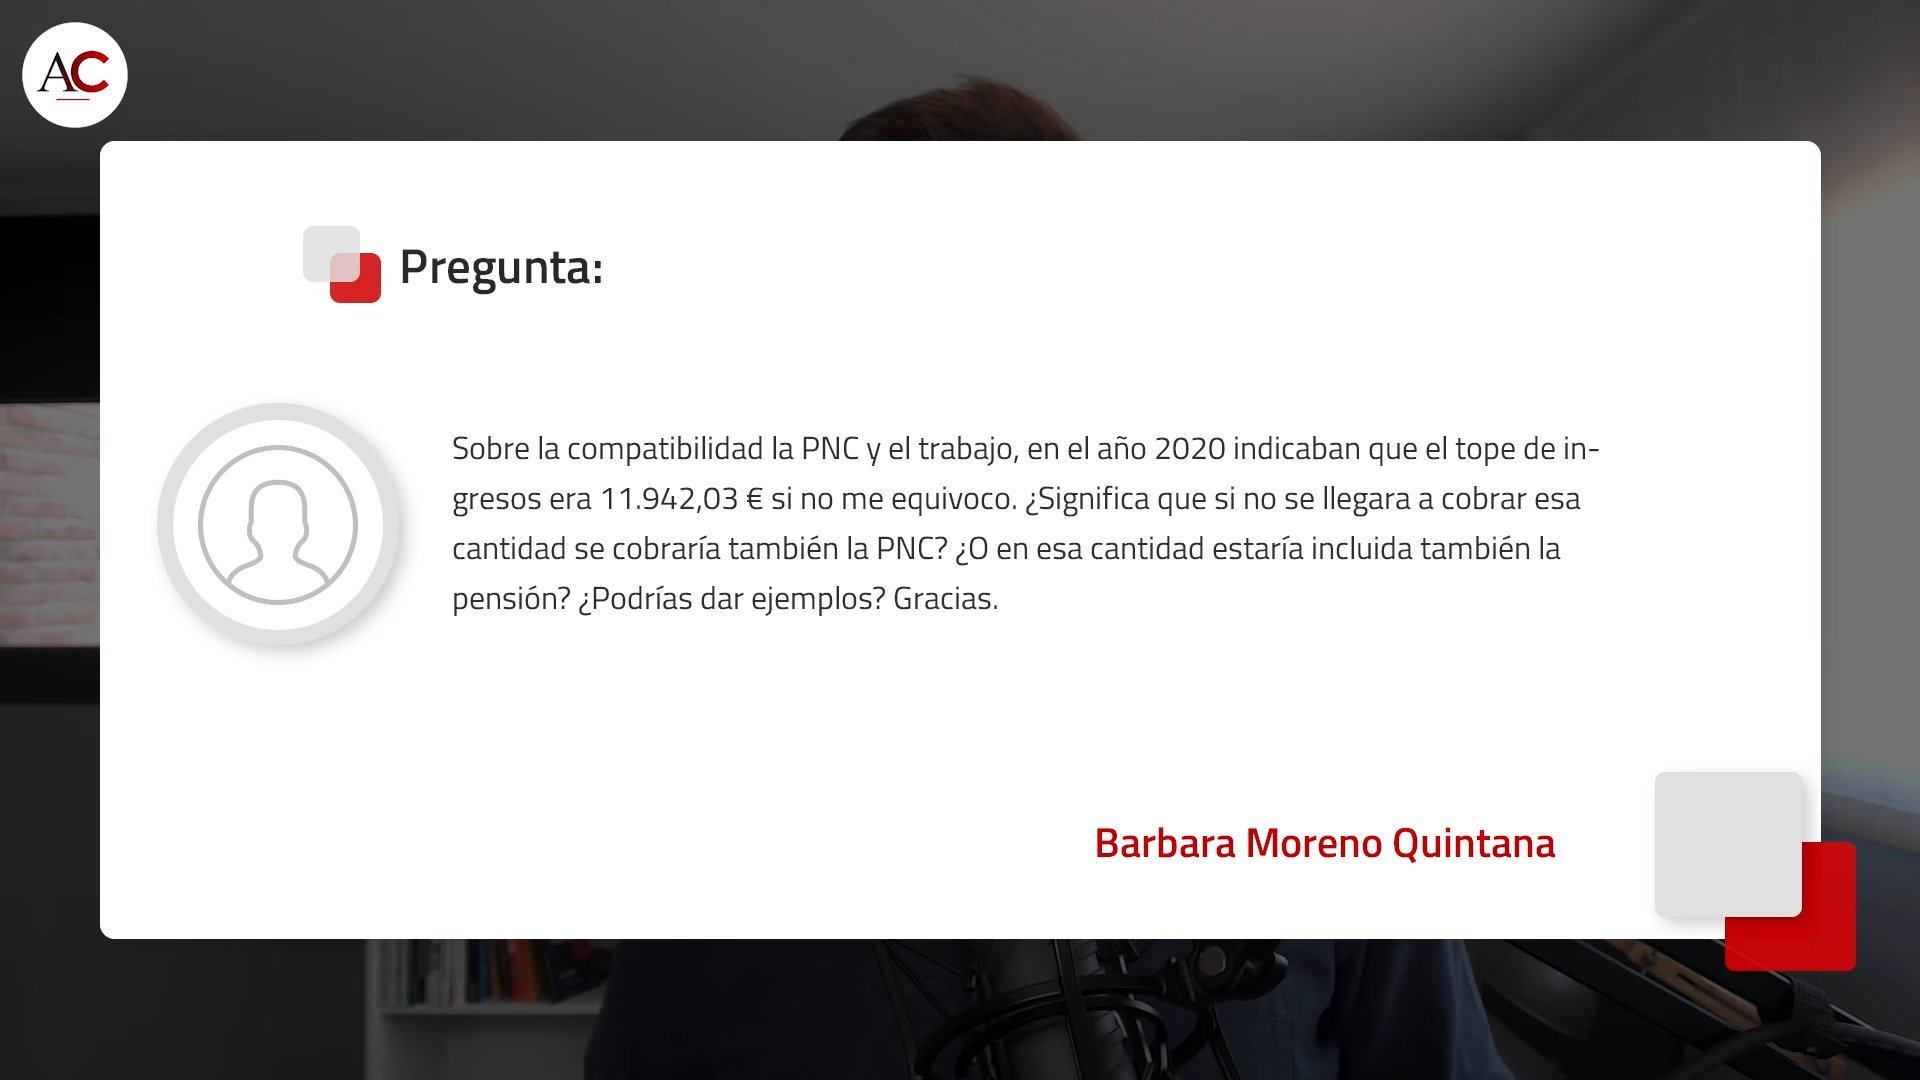 AC
Pregunta:
Sobre la compatibilidad la PNC y el trabajo, en el año 2020 indicaban que el tope de in-
gresos era 11.942,03 € si no me equivoco. ¿Significa que si no se llegara a cobrar esa
cantidad se cobraría también la PNC? ¿O en esa cantidad estaría incluida también la
pensión? ¿Podrías dar ejemplos? Gracias.
Barbara Moreno Quintana